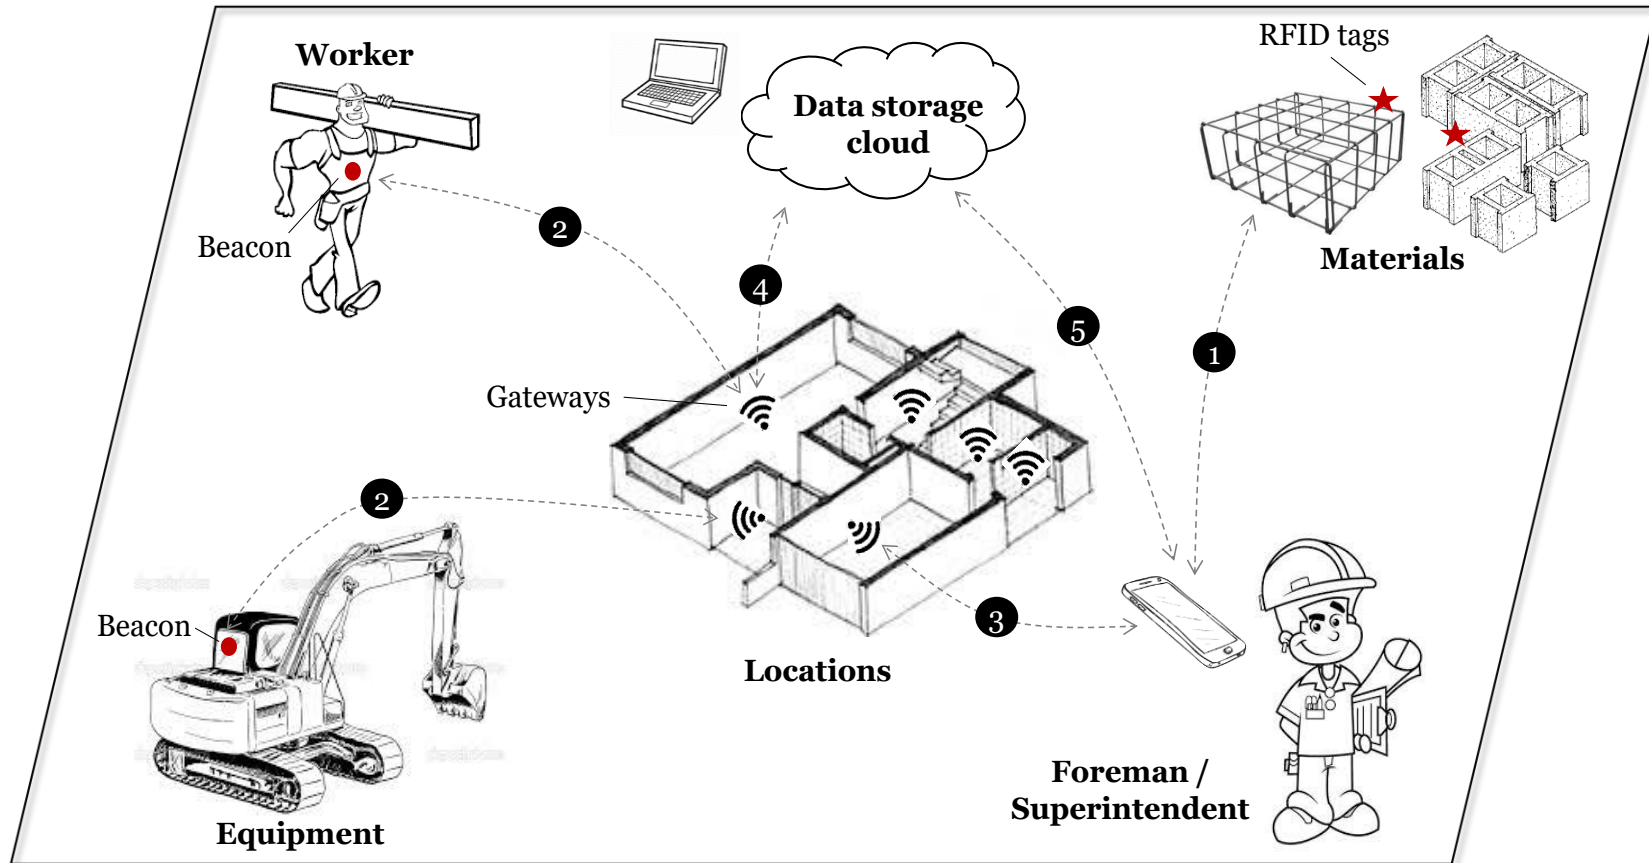 Worker
RFID tags
Data storage
cloud
Beacon
2
4
Materials
5
1
Gateways
2
Beacon
3
Locations
Foreman /
Superintendent
Equipment